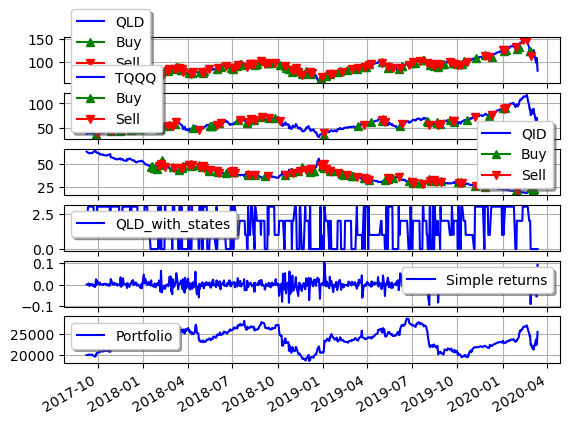 QLD
Buy
Sell
150
100
TQQQ
Buy
Sell
100
50
QID
Buy
Sell
50
25
QLD_with_states
2.5
0.0
Simple returns
0.1
0.0
−0.1
Portfolio
25000
20000
2017-10
2018-01
2018-04
2018-07
2018-10
2019-01
2019-04
2019-07
2019-10
2020-01
2020-04